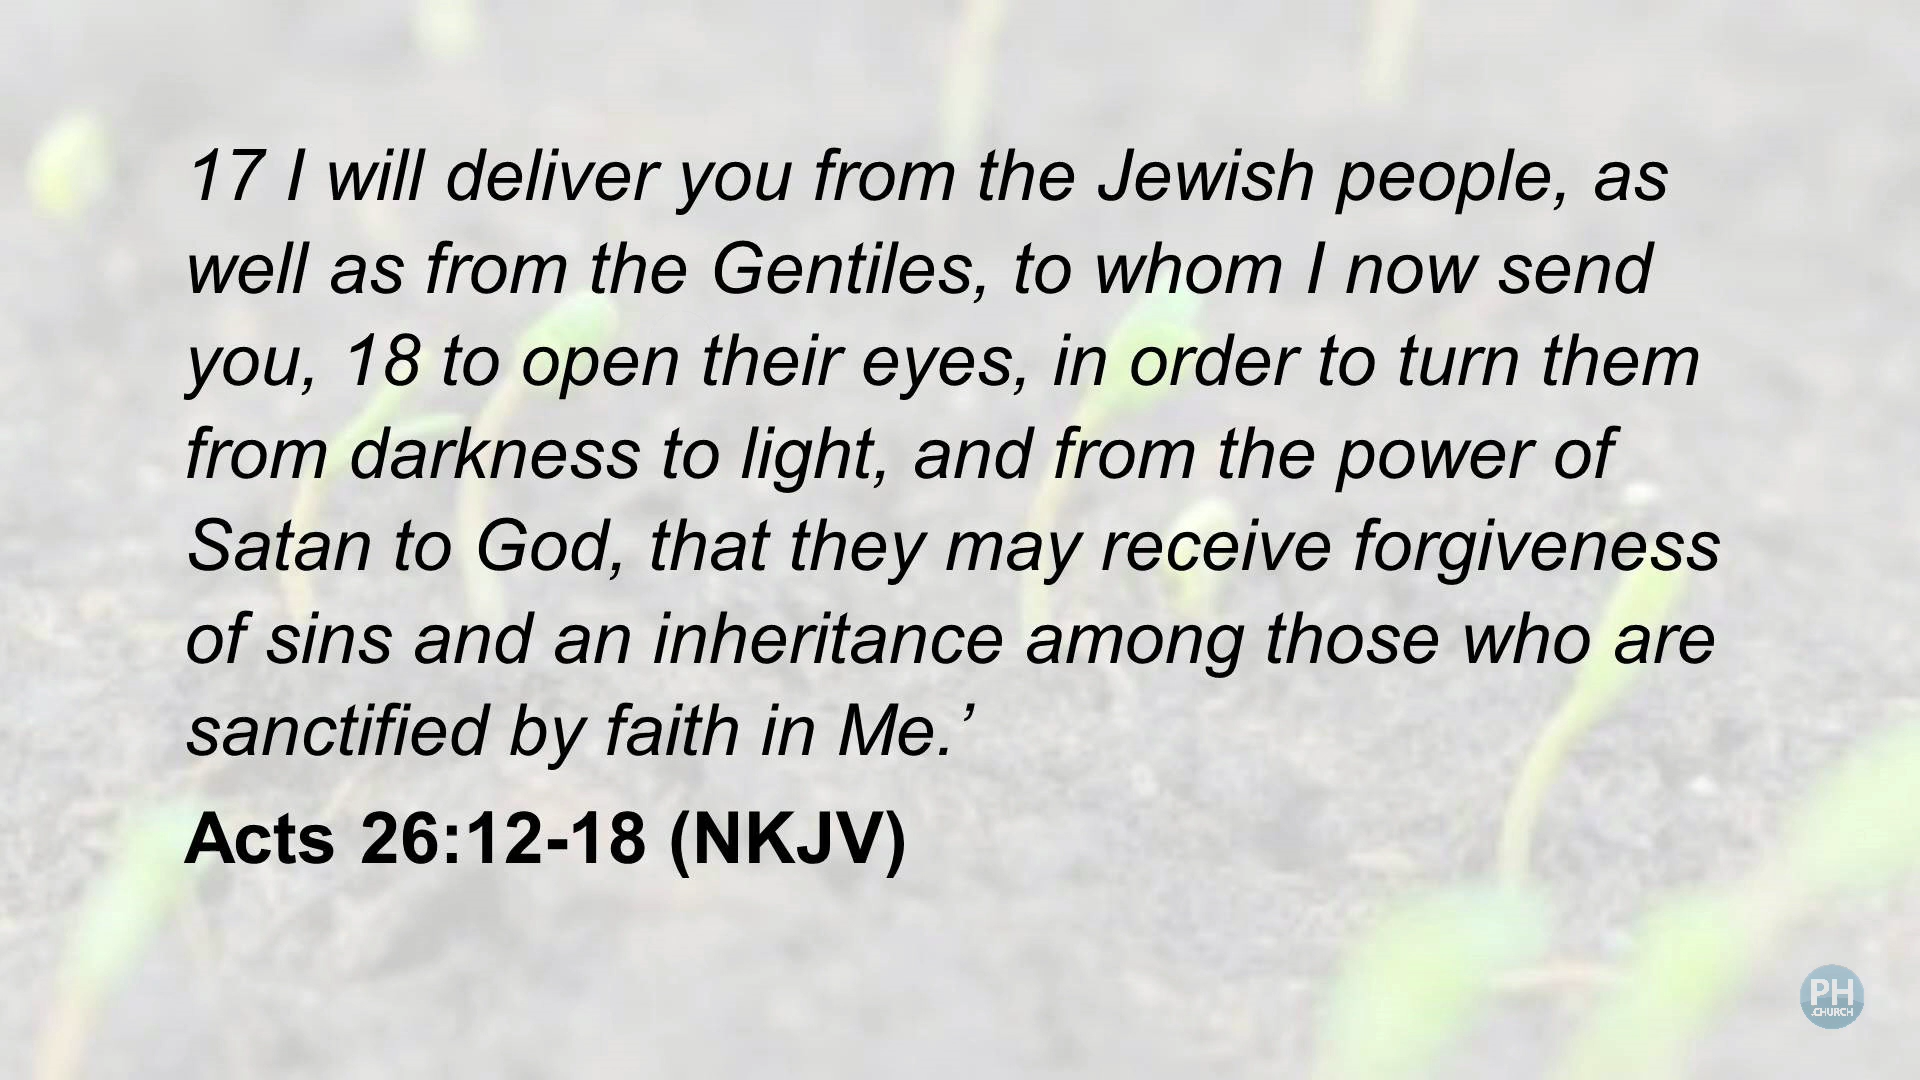 17 I will deliver you from the Jewish people, as
well as from the Gentiles, to whom I now send
you, 18 to open their eyes, in order to turn them
from darkness to light, and from the power of
Satan to God, that they may receive forgiveness
of sins and an inheritance among those who are
sanctified by faith in Me.’
Acts 26:12-18 (NKJV)
PH
.CHURCH